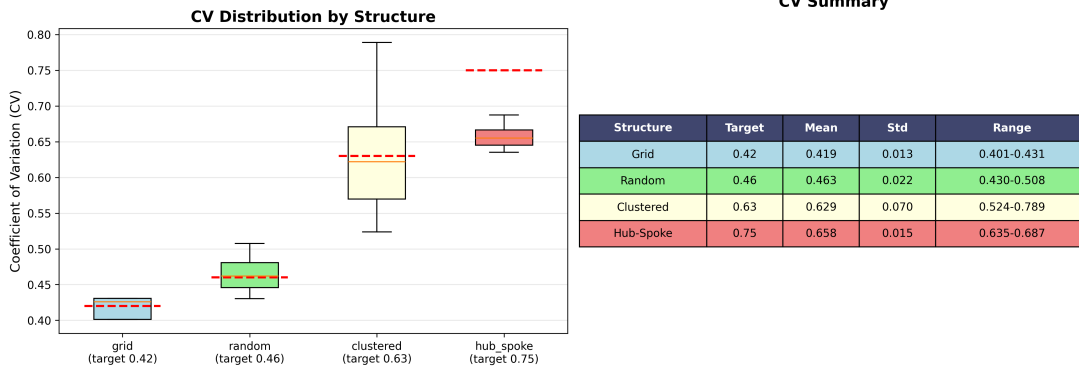 CV Distribution by Structure
Coefficient of Variation (CV)
0.80
0.75
0.70
0.65
0.60
0.55
0.50
0.45
0.40
grid
(target 0.42)
random
(target 0.46)
clustered
(target 0.63)
hub_spoke
(target 0.75)
CV Summary
Structure Target Mean Std Range
Grid 0.42 0.419 0.013 0.401-0.431
Random 0.46 0.463 0.022 0.430-0.508
Clustered 0.63 0.629 0.070 0.524-0.789
Hub-Spoke 0.75 0.658 0.015 0.635-0.687